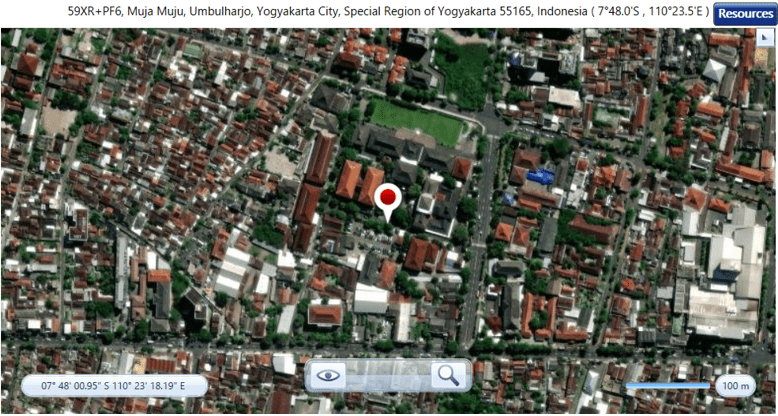 59XR+PF6, Muja Muju, Umbulharjo, Yogyakarta City, Special Region of Yogyakarta 55165, Indonesia ( 7°48.0'S , 110°23.5'E )
Resources
07° 48' 00.95" S 110° 23' 18.19" E
100 m